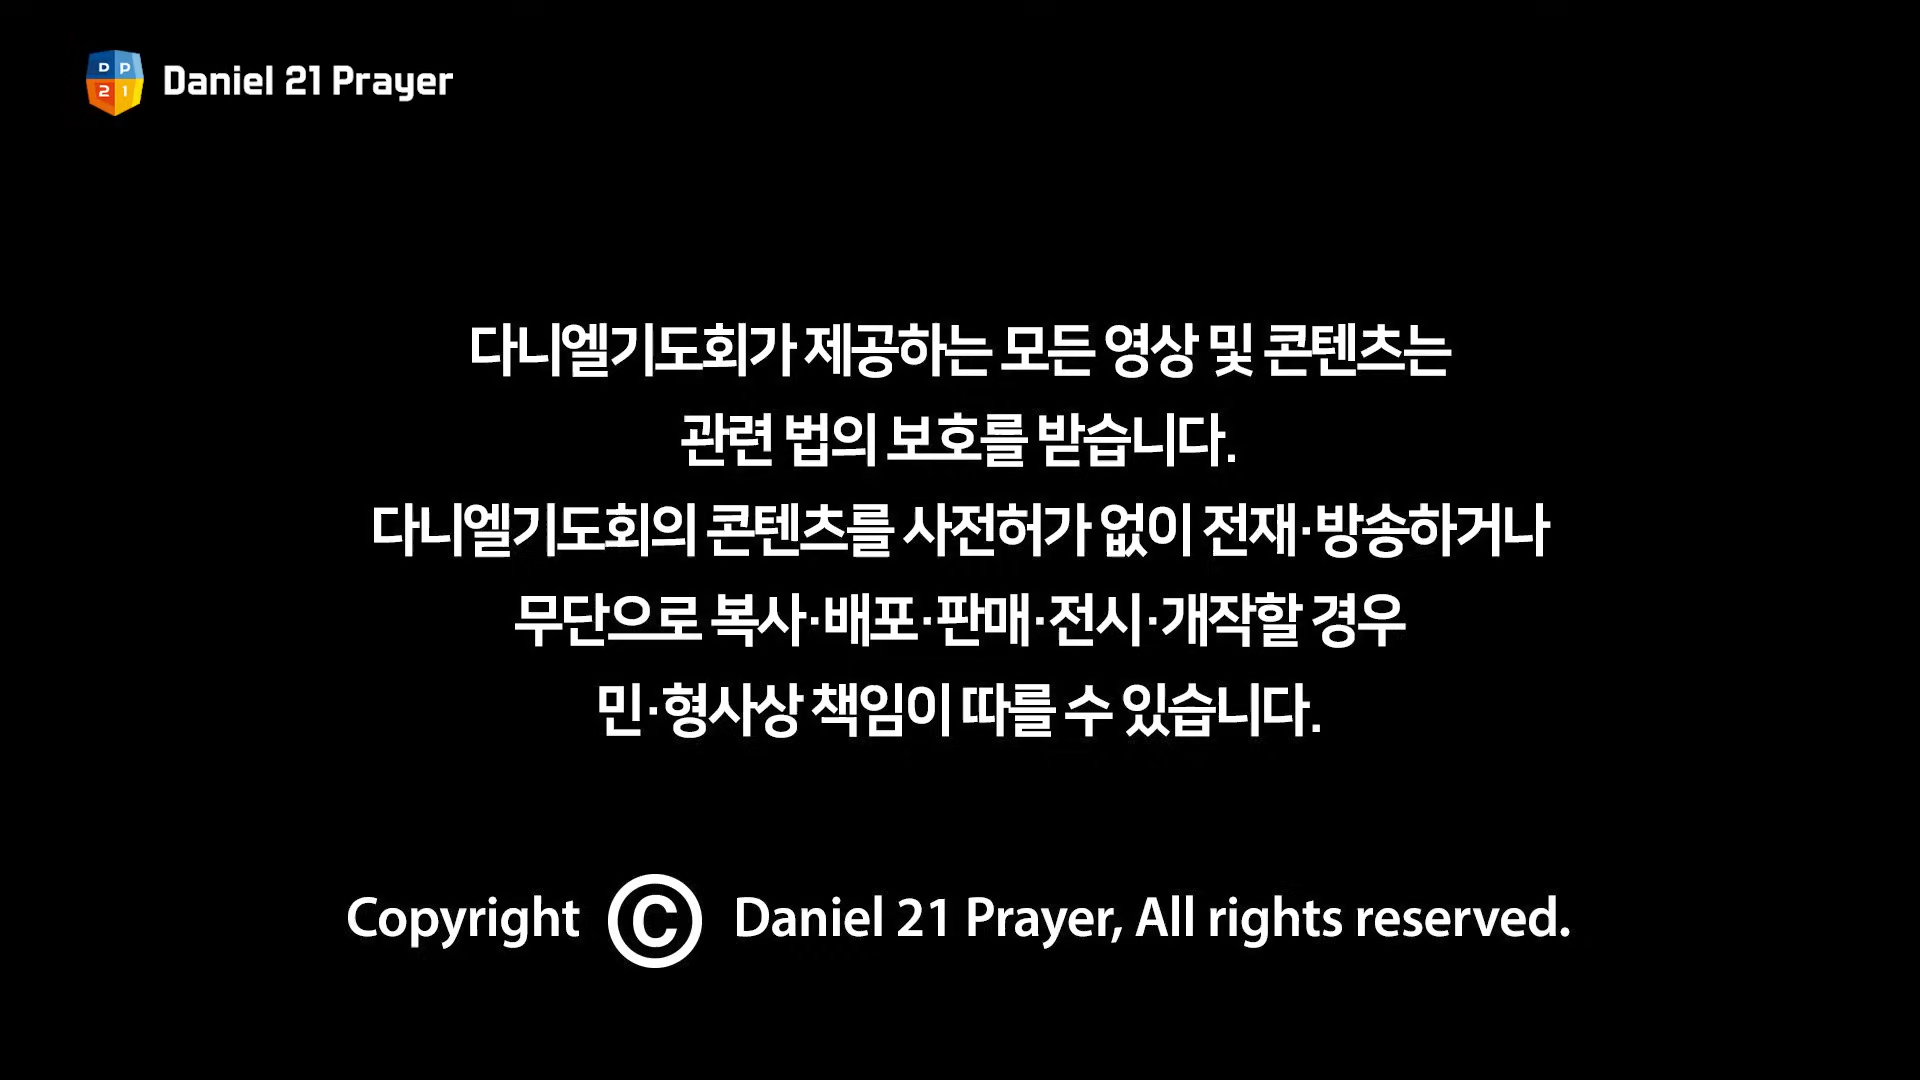 DP
21
Daniel 21 Prayer
다니엘기도회가 제공하는 모든 영상 및 콘텐츠는
관련 법의 보호를 받습니다.
다니엘기도회의 콘텐츠를 사전허가 없이 전재·방송하거나
무단으로 복사·배포·판매·전시·개작할 경우
민·형사상 책임이 따를 수 있습니다.
Copyright © Daniel 21 Prayer, All rights reserved.